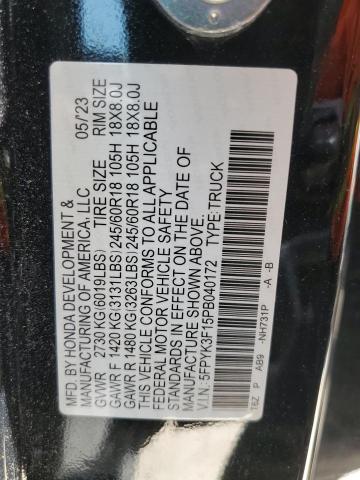 MFD. BY HONDA DEVELOPMENT &
MANUFACTURING OF AMERICA, LLC 05/23
GVWR 2730 KG(6019LBS) TIRE SIZE RIM SIZE
GAWR F 1420 KG(3131LBS)245/60R18 105H 18X8.0J
GAWR R 1480 KG(3263LBS)245/60R18 105H 18X8.0J
THIS VEHICLE CONFORMS TO ALL APPLICABLE
FEDERAL MOTOR VEHICLE SAFETY
STANDARDS IN EFFECT ON THE DATE OF
MANUFACTURE SHOWN ABOVE.
V.I.N.: 5FPYK3F15PB040172 TYPE:TRUCK
T6Z P AB9 -NH731P -A -B